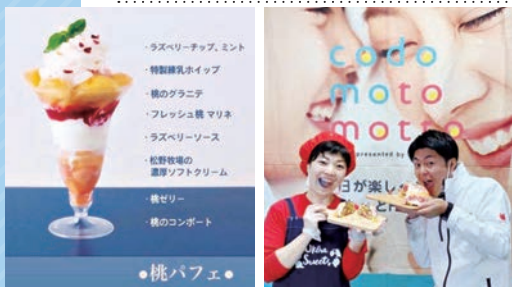 ・ラズベリーチップ、ミント
・特製練乳ホイップ
・桃のグラニテ
・フレッシュ桃 マリネ
・ラズベリーソース
・松野牧場の
濃厚ソフトクリーム
・桃ゼリー
・桃のコンポート
●桃パフェ●
codo
moto
motto
presented by
日が楽し
Sweets